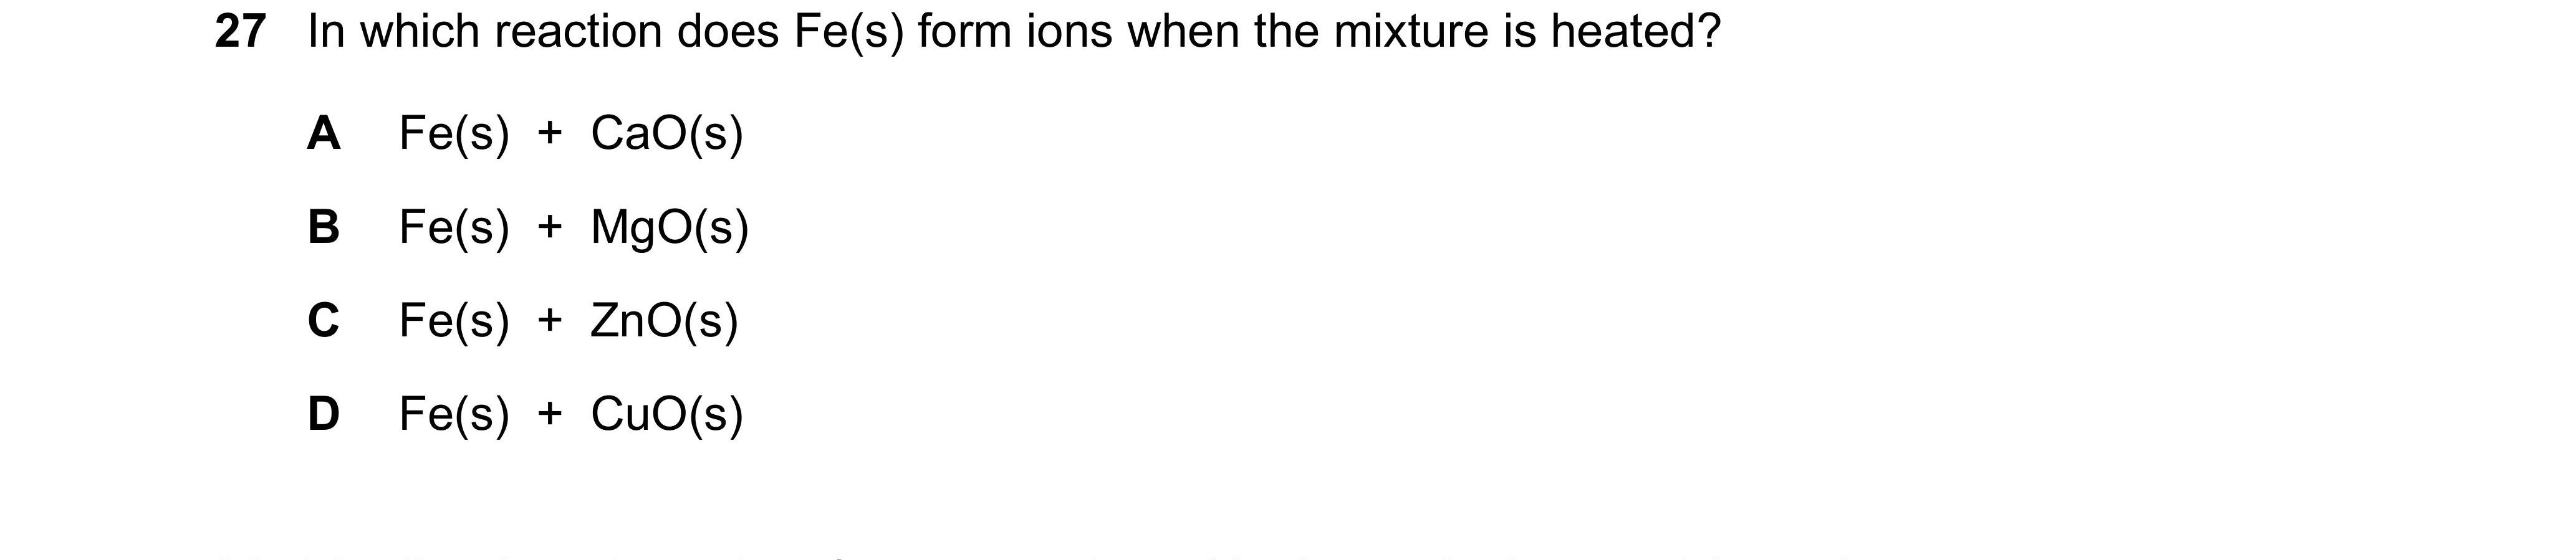 27 In which reaction does Fe(s) form ions when the mixture is heated?
A Fe(s) + CaO(s)
B Fe(s) + MgO(s)
C Fe(s) + ZnO(s)
D Fe(s) + CuO(s)